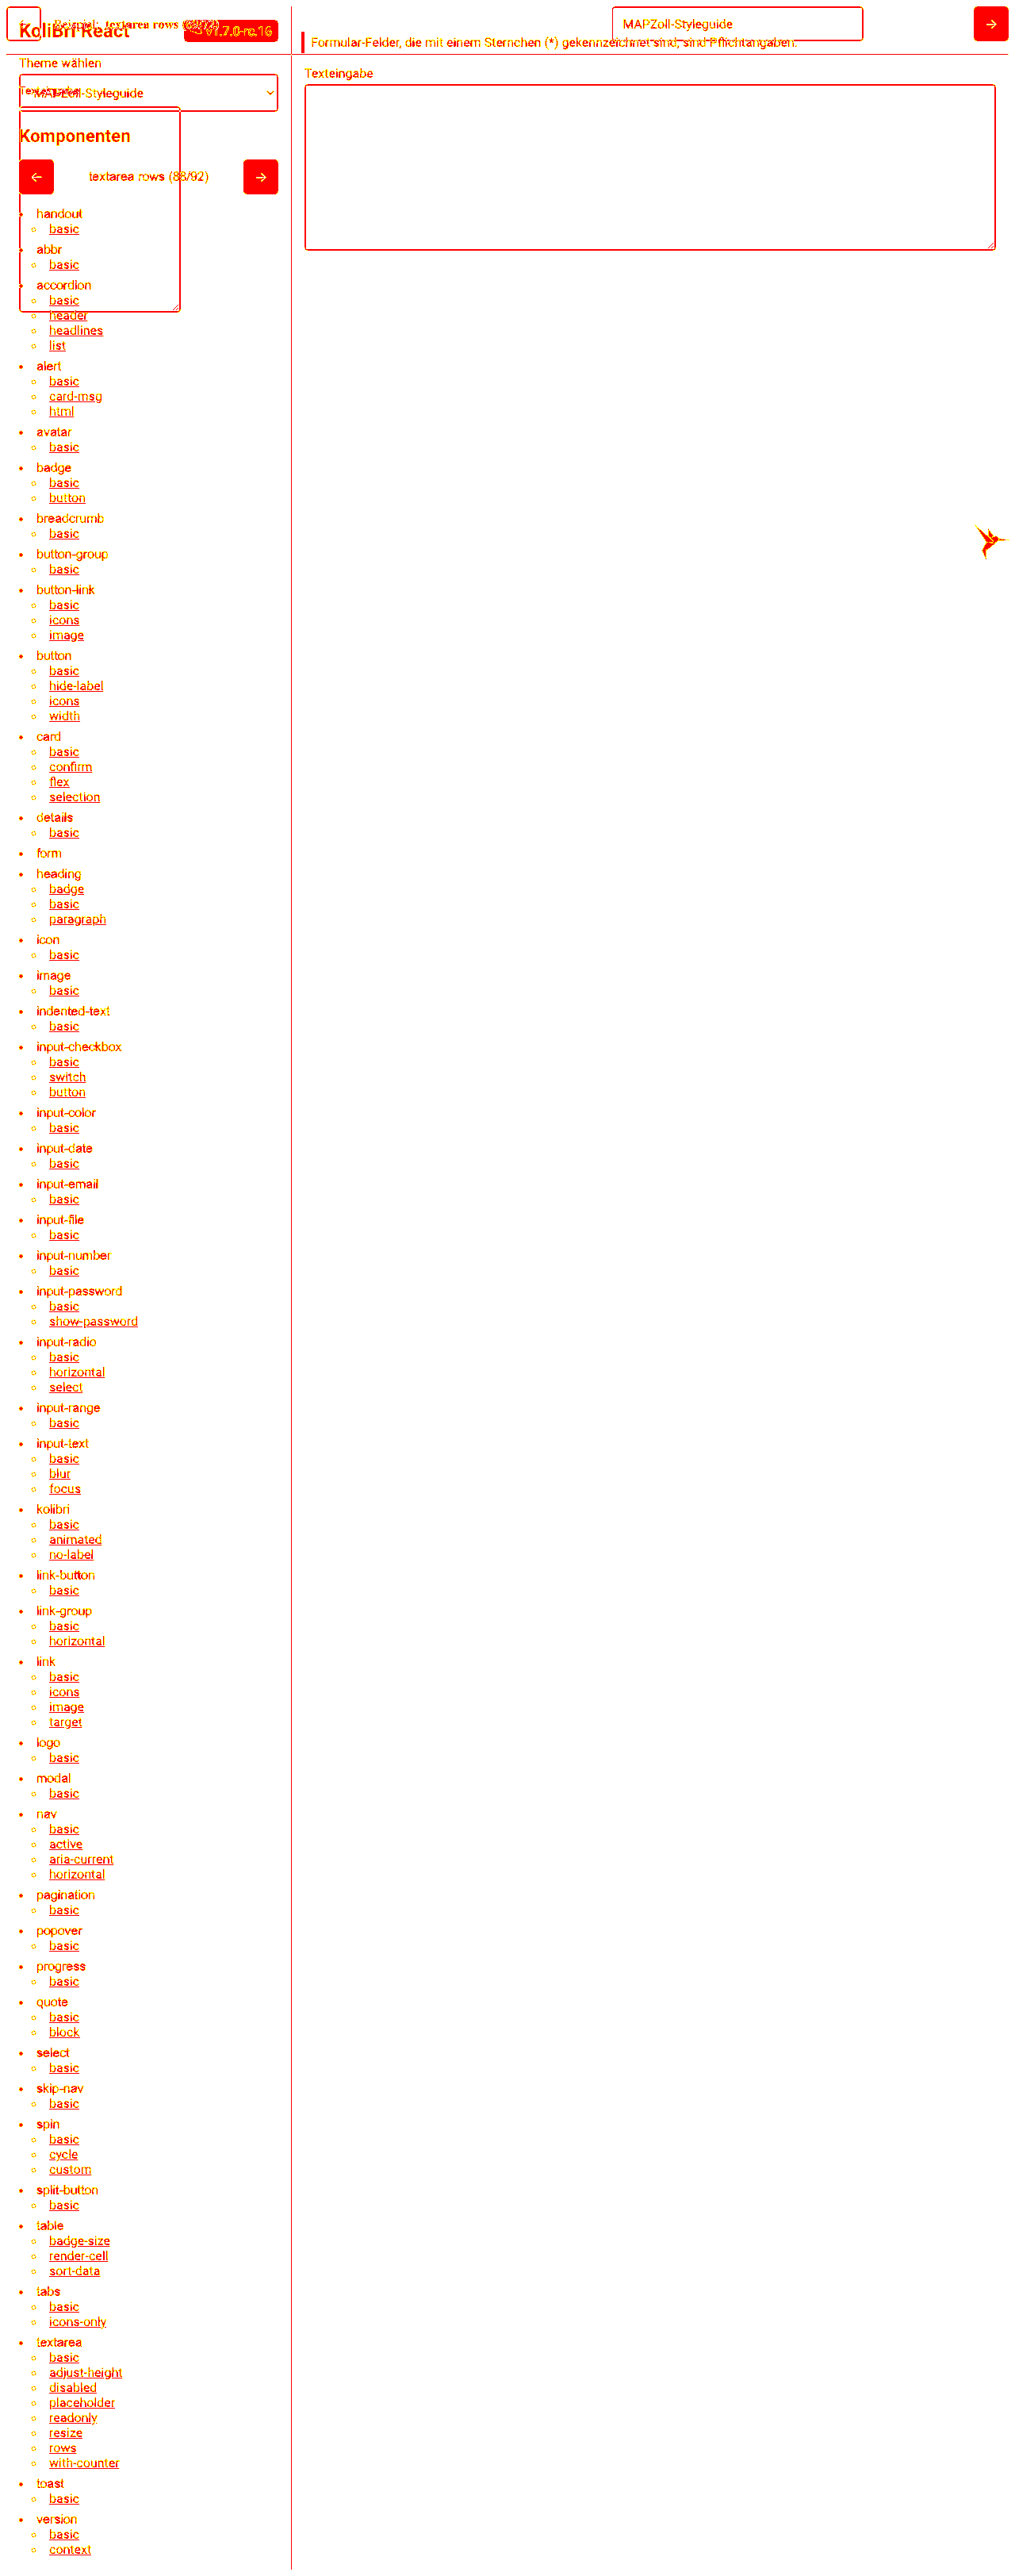 KoliBri React
v1.7.0-rc.16
Beispiel: textarea rows
MAPZoll-Styleguide
Formular-Felder, die mit einem Sternchen (*) gekennzeichnet sind, sind Pflichtangaben.
Theme wählen
MAPZoll-Styleguide
Texteingabe
Komponenten
textarea rows (88/92)
handout
basic
abbr
basic
accordion
basic
header
headlines
list
alert
basic
card-msg
html
avatar
basic
badge
basic
button
breadcrumb
basic
button-group
basic
button-link
basic
icons
image
button
basic
hide-label
icons
width
card
basic
confirm
flex
selection
details
basic
form
heading
badge
basic
paragraph
icon
basic
image
basic
indented-text
basic
input-checkbox
basic
switch
button
input-color
basic
input-date
basic
input-email
basic
input-file
basic
input-number
basic
input-password
basic
show-password
input-radio
basic
horizontal
select
input-range
basic
input-text
basic
blur
focus
kolibri
basic
animated
no-label
link-button
basic
link-group
basic
horizontal
link
basic
icons
image
target
logo
basic
modal
basic
nav
basic
active
aria-current
horizontal
pagination
basic
popover
basic
progress
basic
quote
basic
block
select
basic
skip-nav
basic
spin
basic
cycle
custom
split-button
basic
table
badge-size
render-cell
sort-data
tabs
basic
icons-only
textarea
basic
adjust-height
disabled
placeholder
readonly
resize
rows
with-counter
toast
basic
version
basic
context